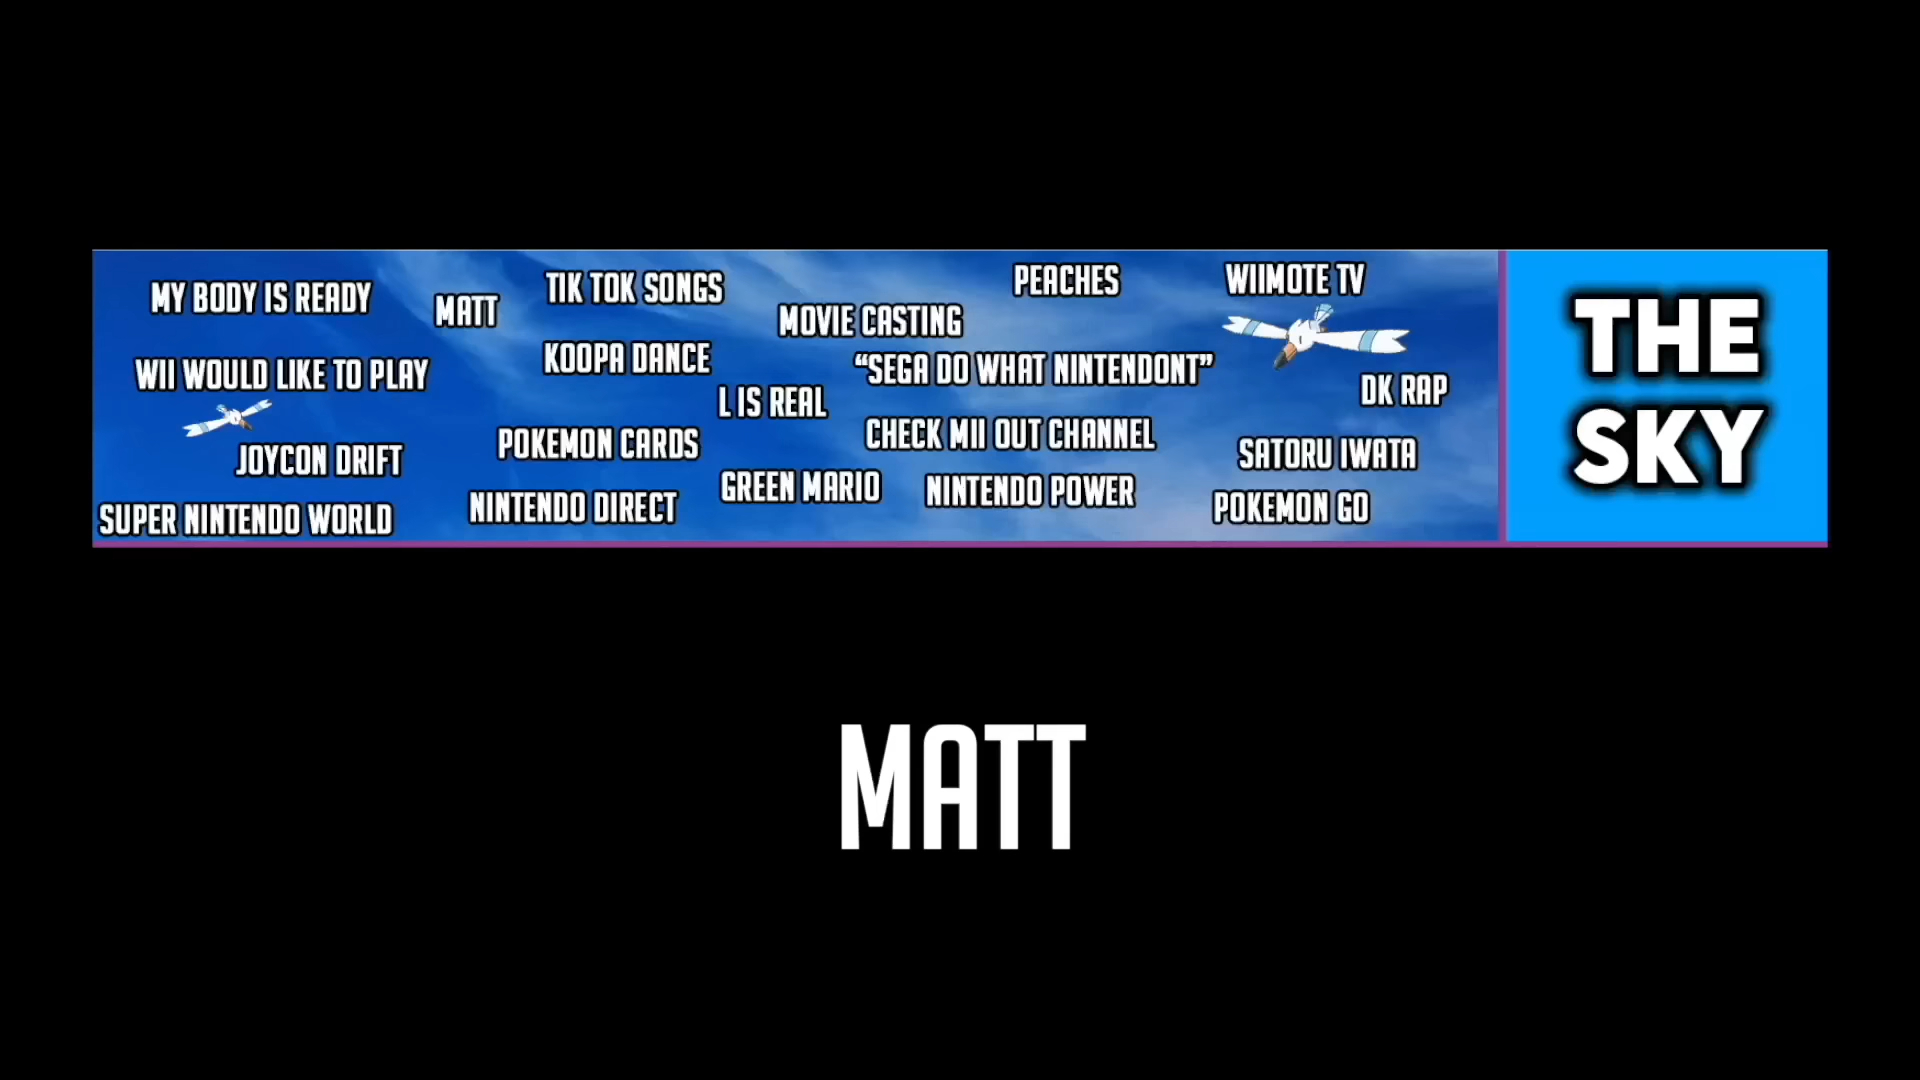 MY BODY IS READY
MATT
TIK TOK SONGS
MOVIE CASTING
PEACHES
WIIMOTE TV
WII WOULD LIKE TO PLAY
KOOPA DANCE
L IS REAL
“SEGA DO WHAT NINTENDONT”
DK RAP
JOYCON DRIFT
POKEMON CARDS
CHECK MII OUT CHANNEL
SATORU IWATA
SUPER NINTENDO WORLD
NINTENDO DIRECT
GREEN MARIO
NINTENDO POWER
POKEMON GO
THE
SKY
MATT